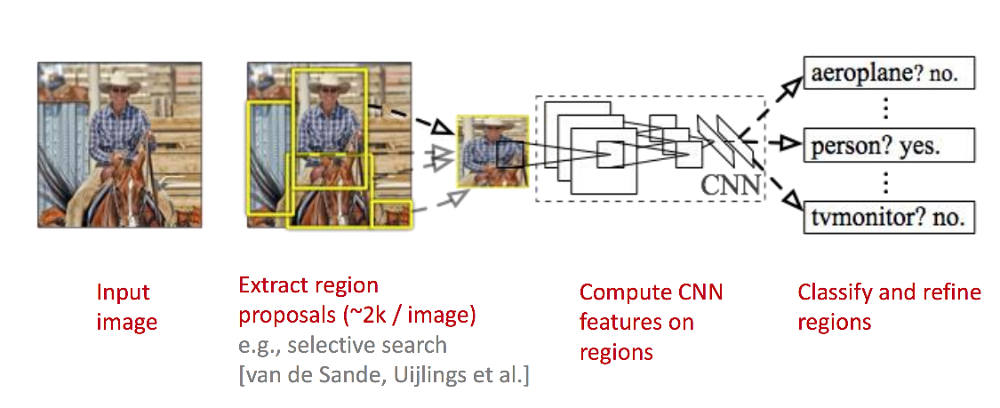 aeroplane? no.
⋮
person? yes.
⋮
tvmonitor? no.
CNN
Input
image
Extract region
proposals (~2k / image)
e.g., selective search
[van de Sande, Uijlings et al.]
Compute CNN
features on
regions
Classify and refine
regions